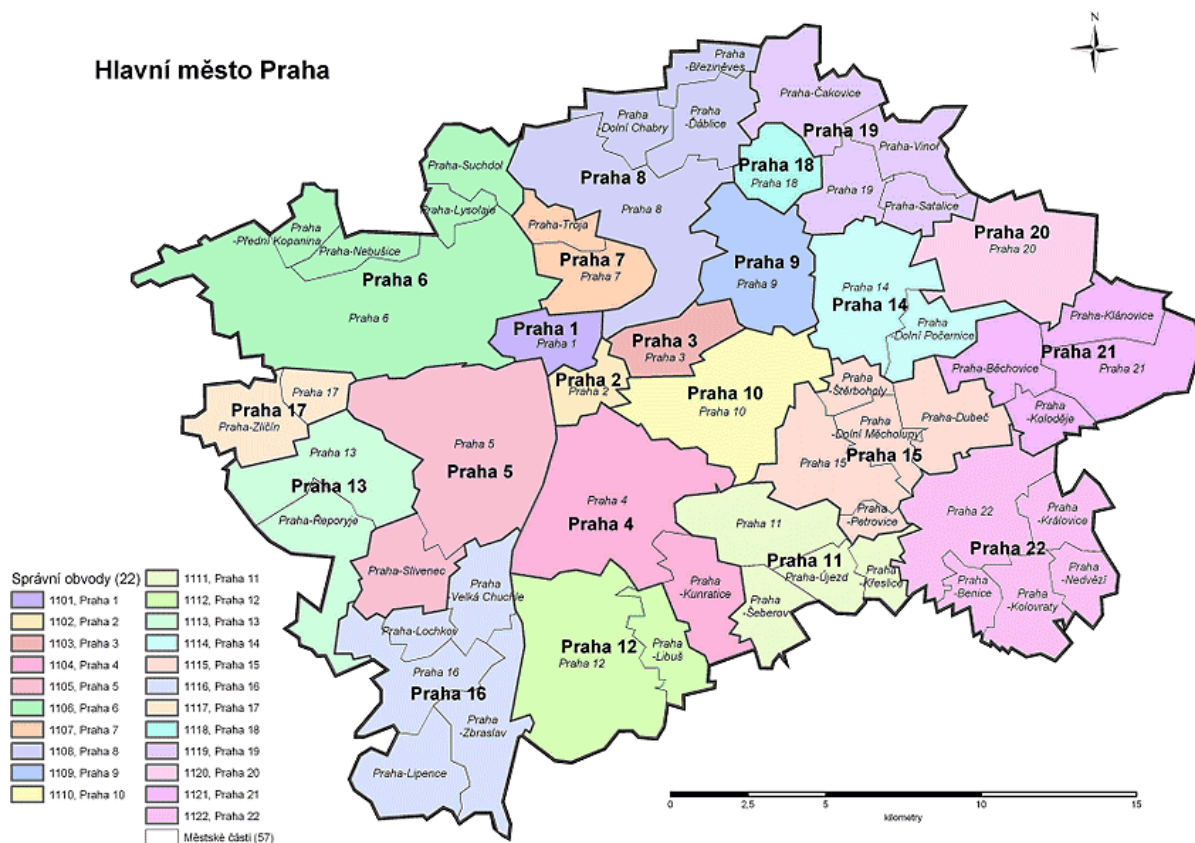 Hlavní město Praha
N
Praha
-Březiněves
Praha-Čakovice
Praha
-Dolní Chabry
Praha
-Ďáblice
Praha 19
Praha-Vinoř
Praha-Suchdol
Praha 8
Praha 18
Praha 18
Praha 19
Praha-Satalice
Praha-Lysolaje
Praha 8
Praha
-Přední Kopanina
Praha-Nebušice
Praha-Troja
Praha 20
Praha 20
Praha 6
Praha 7
Praha 7
Praha 9
Praha 9
Praha 14
Praha 14
Praha 6
Praha-Klánovice
Praha 1
Praha 1
Praha 3
Praha 3
Praha
-Dolní Počernice
Praha 21
Praha 21
Praha-Běchovice
Praha 2
Praha 2
Praha 10
Praha 10
Praha
-Štěrboholy
Praha 17
Praha 17
Praha-Zličín
Praha-Dubeč
Praha
-Koloděje
Praha
-Dolní Měcholupy
Praha 15
Praha 15
Praha 5
Praha 5
Praha 13
Praha 13
Praha-Řeporyje
Praha 4
Praha 4
Praha
-Petrovice
Praha 11
Praha 11
Praha-Újezd
Praha
-Křeslice
Praha 22
Praha
-Královice
Praha 22
Praha
-Nedvězí
Praha
-Benice
Praha
-Kolovraty
Praha-Slivenec
Praha
-Velká Chuchle
Praha
-Kunratice
Praha
-Šeberov
Praha-Lochkov
Praha 12
Praha 12
Praha
-Libuš
Praha 16
Praha 16
Praha
-Zbraslav
Praha-Lipence
Správní obvody (22)
1101, Praha 1
1102, Praha 2
1103, Praha 3
1104, Praha 4
1105, Praha 5
1106, Praha 6
1107, Praha 7
1108, Praha 8
1109, Praha 9
1110, Praha 10
1111, Praha 11
1112, Praha 12
1113, Praha 13
1114, Praha 14
1115, Praha 15
1116, Praha 16
1117, Praha 17
1118, Praha 18
1119, Praha 19
1120, Praha 20
1121, Praha 21
1122, Praha 22
Městské části (57)
0 2,5 5 10 15
kilometry